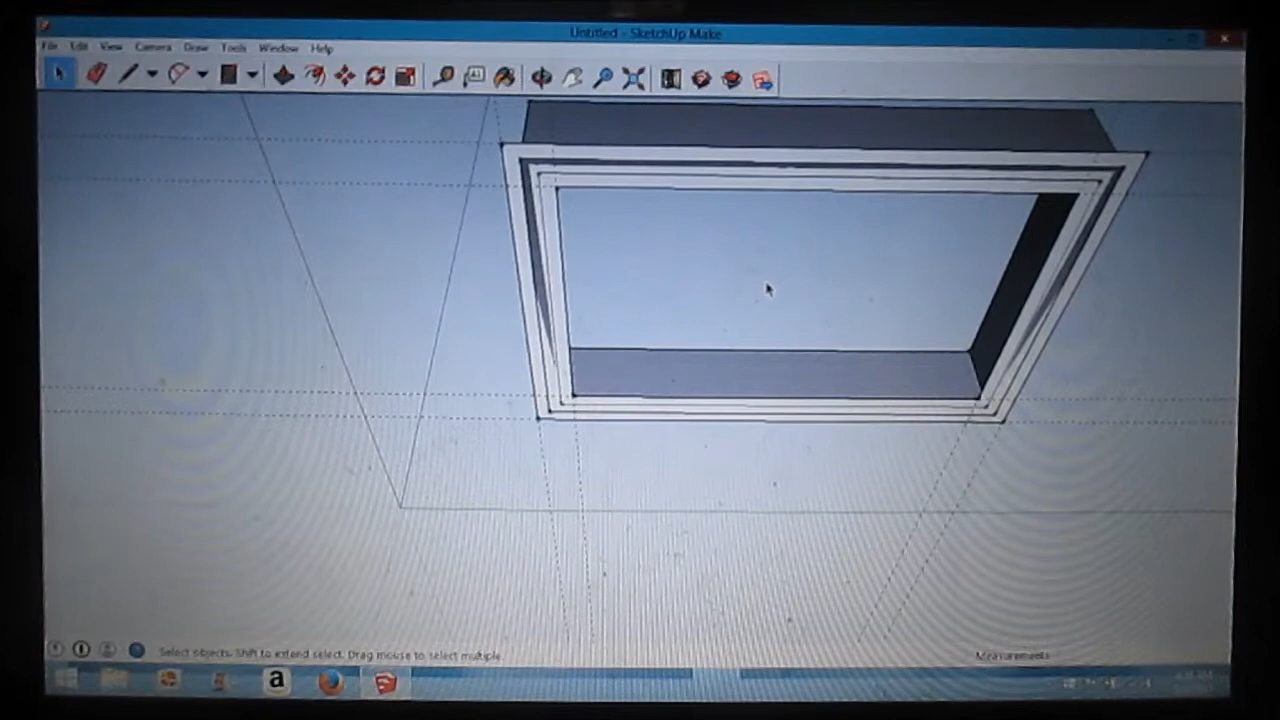 Untitled - SketchUp Make
File Edit View Camera Draw Tools Window Help
A1
Select objects. Shift to extend select. Drag mouse to select multiple.
Measurements
a